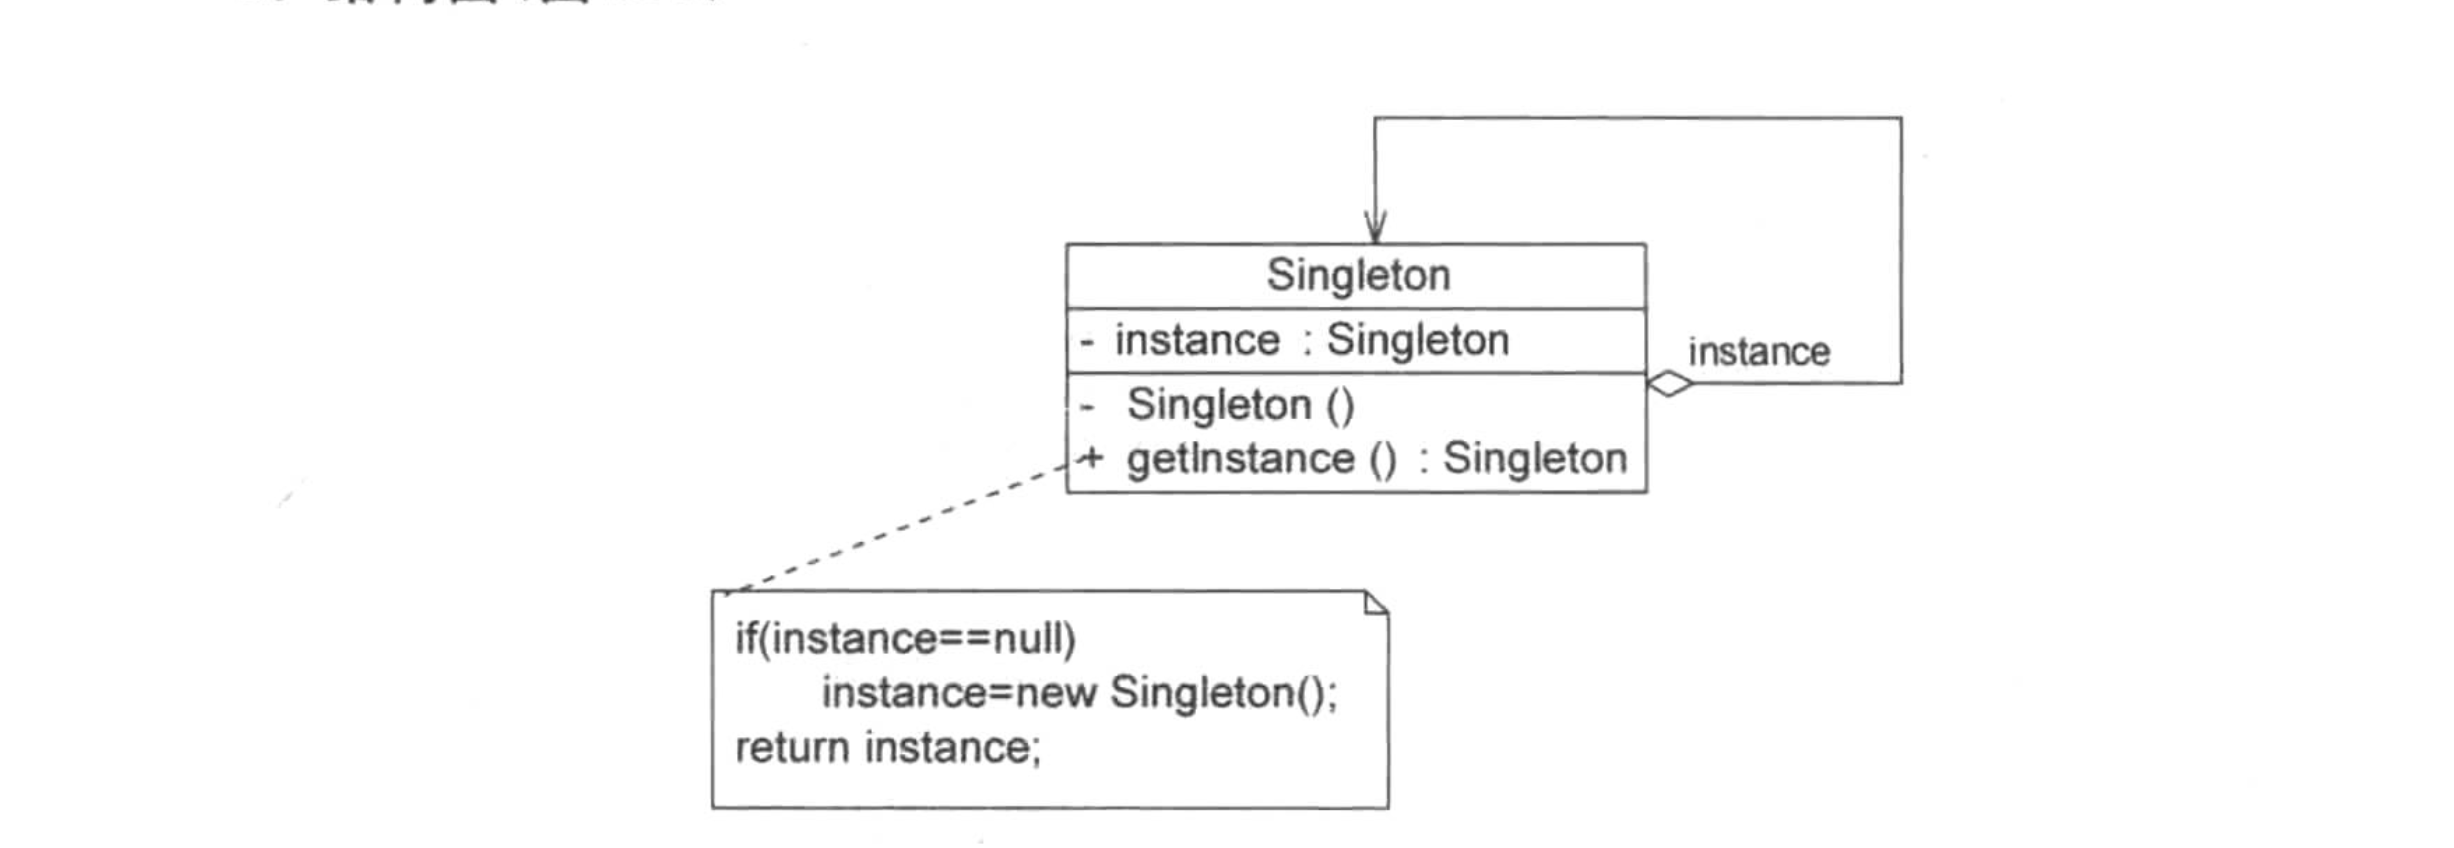 Singleton
- instance : Singleton
instance
- Singleton ()
+ getInstance () : Singleton
if(instance==null)
instance=new Singleton();
return instance;